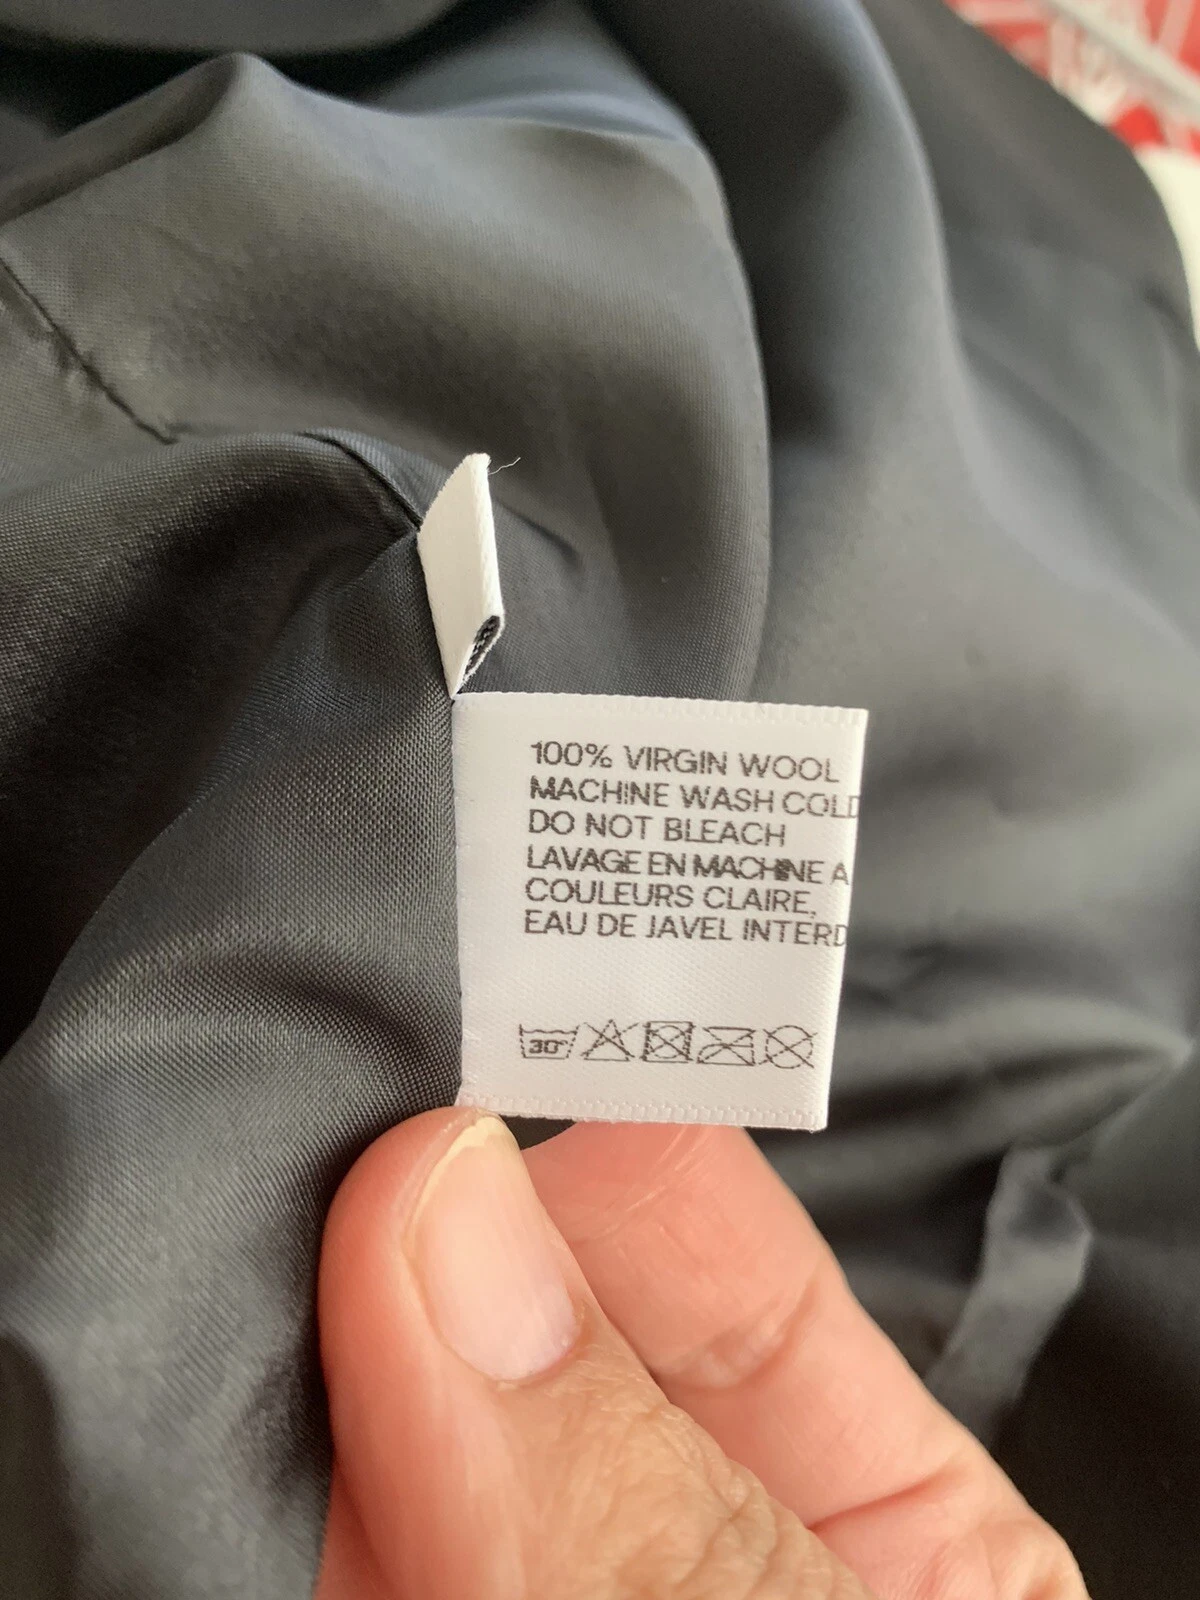 100% VIRGIN WOOL
MACHINE WASH COLD
DO NOT BLEACH
LAVAGE EN MACHINE A
COULEURS CLAIRE,
EAU DE JAVEL INTERD
30°